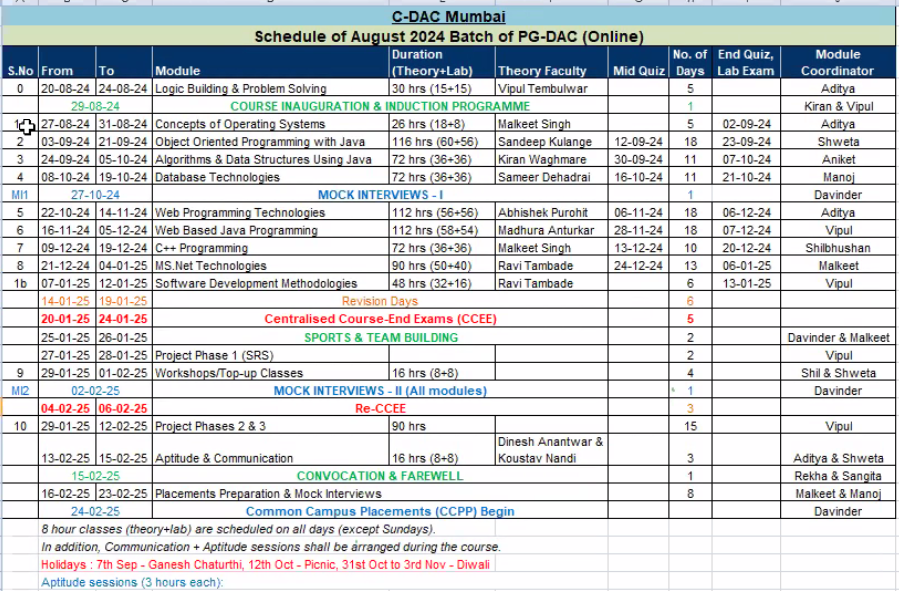 C-DAC Mumbai
Schedule of August 2024 Batch of PG-DAC (Online)
S.No From To Module Duration (Theory+Lab) Theory Faculty Mid Quiz No. of Days End Quiz, Lab Exam Module Coordinator
0 20-08-24 24-08-24 Logic Building & Problem Solving 30 hrs (15+15) Vipul Tembulwar 5 Aditya
29-08-24 COURSE INAUGURATION & INDUCTION PROGRAMME 1 Kiran & Vipul
1 27-08-24 31-08-24 Concepts of Operating Systems 26 hrs (18+8) Malkeet Singh 5 02-09-24 Aditya
2 03-09-24 21-09-24 Object Oriented Programming with Java 116 hrs (60+56) Sandeep Kulange 12-09-24 18 23-09-24 Shweta
3 24-09-24 05-10-24 Algorithms & Data Structures Using Java 72 hrs (36+36) Kiran Waghmare 30-09-24 11 07-10-24 Aniket
4 08-10-24 19-10-24 Database Technologies 72 hrs (36+36) Sameer Dehadrai 16-10-24 11 21-10-24 Manoj
MI1 27-10-24 MOCK INTERVIEWS - I 1 Davinder
5 22-10-24 14-11-24 Web Programming Technologies 112 hrs (56+56) Abhishek Purohit 06-11-24 18 06-12-24 Aditya
6 16-11-24 05-12-24 Web Based Java Programming 112 hrs (58+54) Madhura Anturkar 28-11-24 18 07-12-24 Vipul
7 09-12-24 19-12-24 C++ Programming 72 hrs (36+36) Malkeet Singh 13-12-24 10 20-12-24 Shilbhushan
8 21-12-24 04-01-25 MS.Net Technologies 90 hrs (50+40) Ravi Tambade 24-12-24 13 06-01-25 Malkeet
1b 07-01-25 12-01-25 Software Development Methodologies 48 hrs (32+16) Ravi Tambade 6 13-01-25 Vipul
14-01-25 19-01-25 Revision Days 6
20-01-25 24-01-25 Centralised Course-End Exams (CCEE) 5
25-01-25 26-01-25 SPORTS & TEAM BUILDING 2 Davinder & Malkeet
27-01-25 28-01-25 Project Phase 1 (SRS) 2 Vipul
9 29-01-25 01-02-25 Workshops/Top-up Classes 16 hrs (8+8) 4 Shil & Shweta
MI2 02-02-25 MOCK INTERVIEWS - II (All modules) 1 Davinder
04-02-25 06-02-25 Re-CCEE 3
10 29-01-25 12-02-25 Project Phases 2 & 3 90 hrs 15 Vipul
13-02-25 15-02-25 Aptitude & Communication 16 hrs (8+8) Dinesh Anantwar & Koustav Nandi 3 Aditya & Shweta
15-02-25 CONVOCATION & FAREWELL 1 Rekha & Sangita
16-02-25 23-02-25 Placements Preparation & Mock Interviews 8 Malkeet & Manoj
24-02-25 Common Campus Placements (CCPP) Begin Davinder
8 hour classes (theory+lab) are scheduled on all days (except Sundays).
In addition, Communication + Aptitude sessions shall be arranged during the course.
Holidays : 7th Sep - Ganesh Chaturthi, 12th Oct - Picnic, 31st Oct to 3rd Nov - Diwali
Aptitude sessions (3 hours each):